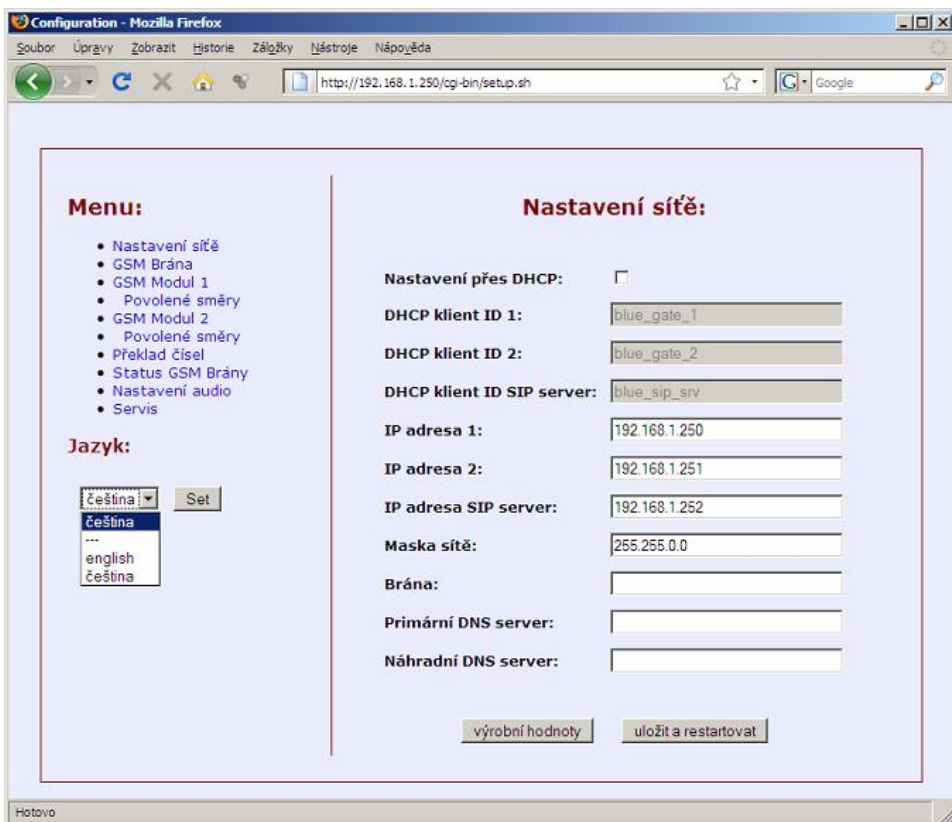 Configuration - Mozilla Firefox
Soubor Úpravy Zobrazit Historie Záložky Nástroje Nápověda
http://192.168.1.250/cgi-bin/setup.sh
G Google
Menu:
Nastavení sítě
GSM Brána
GSM Modul 1
Povolené směry
GSM Modul 2
Povolené směry
Překlad čísel
Status GSM Brány
Nastavení audio
Servis
Jazyk:
čeština Set
čeština
---
english
čeština
Nastavení síťě:
Nastavení přes DHCP:
DHCP klient ID 1: blue_gate_1
DHCP klient ID 2: blue_gate_2
DHCP klient ID SIP server: blue_sip_srv
IP adresa 1: 192.168.1.250
IP adresa 2: 192.168.1.251
IP adresa SIP server: 192.168.1.252
Maska sítě: 255.255.0.0
Brána:
Primární DNS server:
Náhradní DNS server:
výrobní hodnoty uložit a restartovat
Hotovo